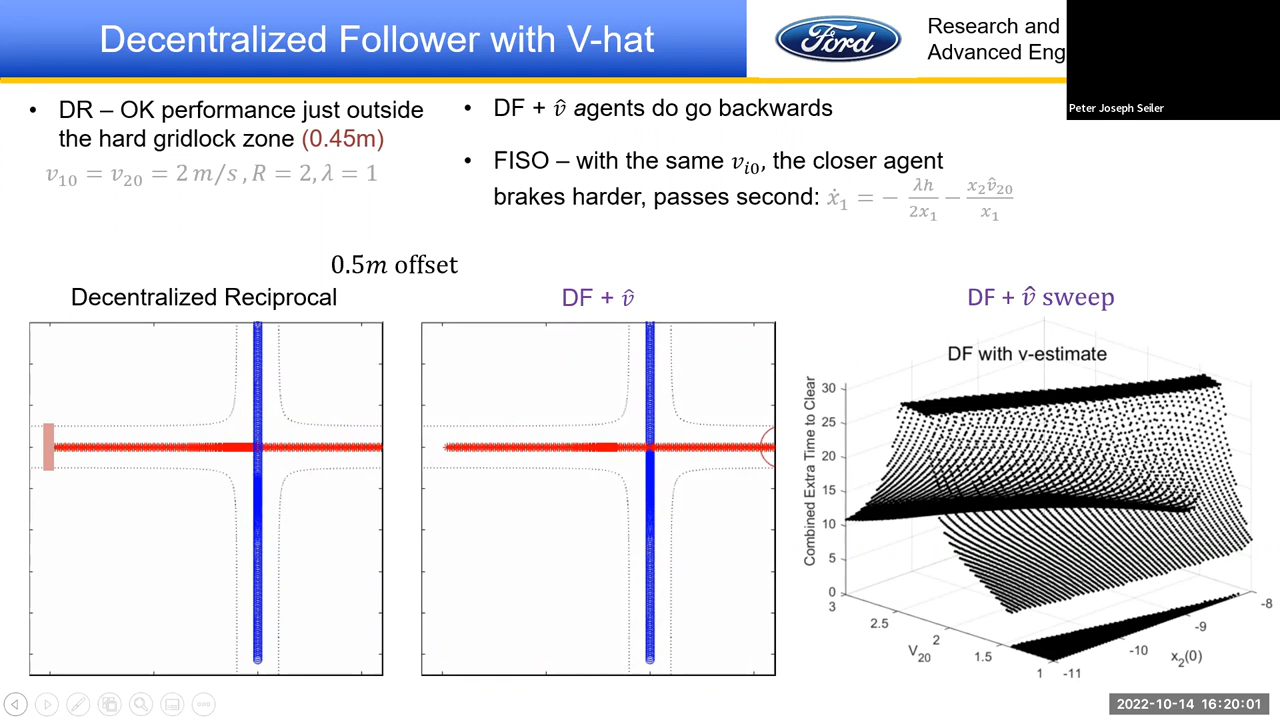 Decentralized Follower with V-hat
Ford
Research and
Advanced Eng
Peter Joseph Seiler
• DR – OK performance just outside
the hard gridlock zone (0.45m)
v₁₀ = v₂₀ = 2 m/s , R = 2, λ = 1
• DF + v̂ agents do go backwards
• FISO – with the same vᵢ₀, the closer agent
brakes harder, passes second: ẋ₁ = − λh/2x₁ − x₂v̂₂₀/x₁
0.5m offset
Decentralized Reciprocal
DF + v̂
DF + v̂ sweep
DF with v-estimate
Combined Extra Time to Clear
30
25
20
15
10
5
0
3
2.5
2
1.5
1
V₂₀
-11
-10
-9
-8
x₂(0)
2022-10-14 16:20:01